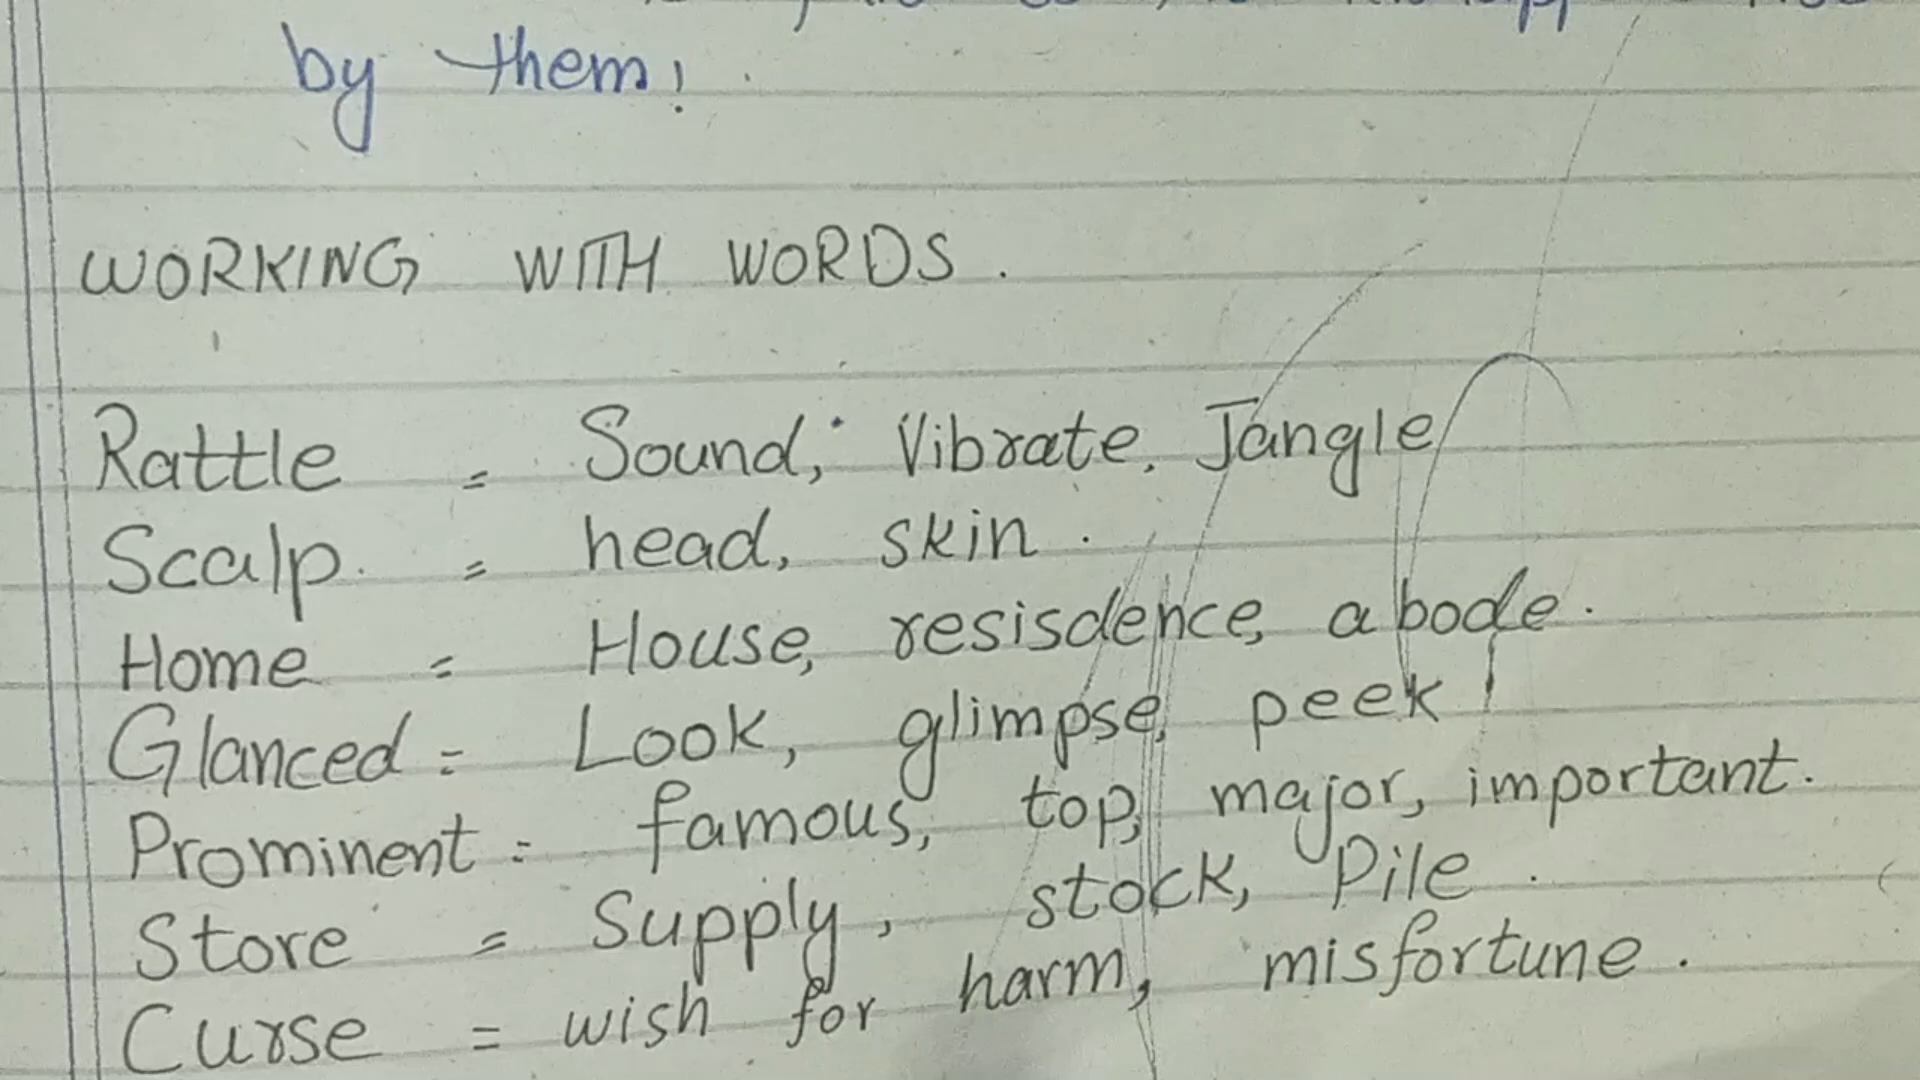 by them!
WORKING WITH WORDS.
Rattle = Sound, Vibrate, Jangle
Scalp. = head, skin.
Home = House, resisdence, abode.
Glanced = Look, glimpse, peek
Prominent = famous, top, major, important.
Store = Supply, stock, Pile.
Curse = wish for harm, misfortune.